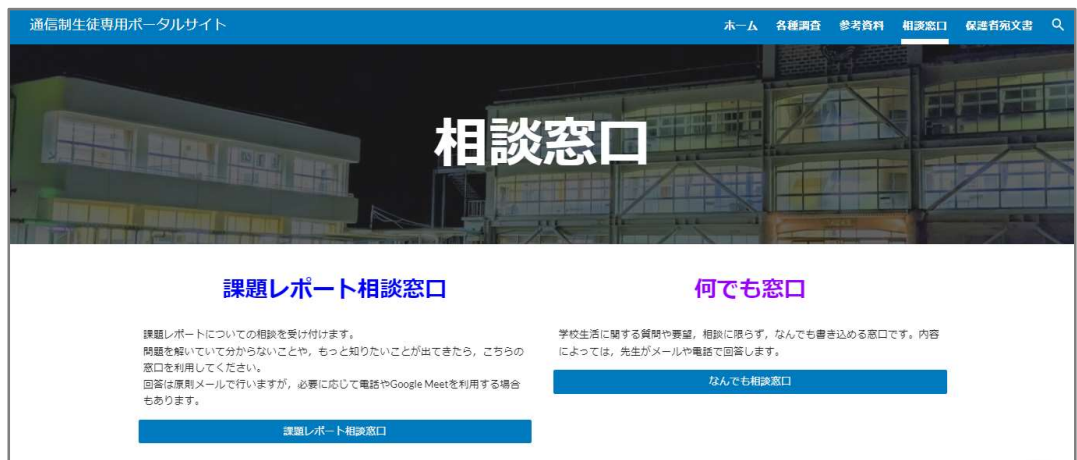 通信制生徒専用ポータルサイト
ホーム 各種調査 参考資料 相談窓口 保護者宛文書
相談窓口
課題レポート相談窓口
課題レポートについての相談を受け付けます。
問題を解いていて分からないことや，もっと知りたいことが出てきたら，こちらの
窓口を利用してください。
回答は原則メールで行いますが，必要に応じて電話やGoogle Meetを利用する場合
もあります。
課題レポート相談窓口
何でも窓口
学校生活に関する質問や要望，相談に限らず，なんでも書き込める窓口です。内容
によっては，先生がメールや電話で回答します。
なんでも相談窓口